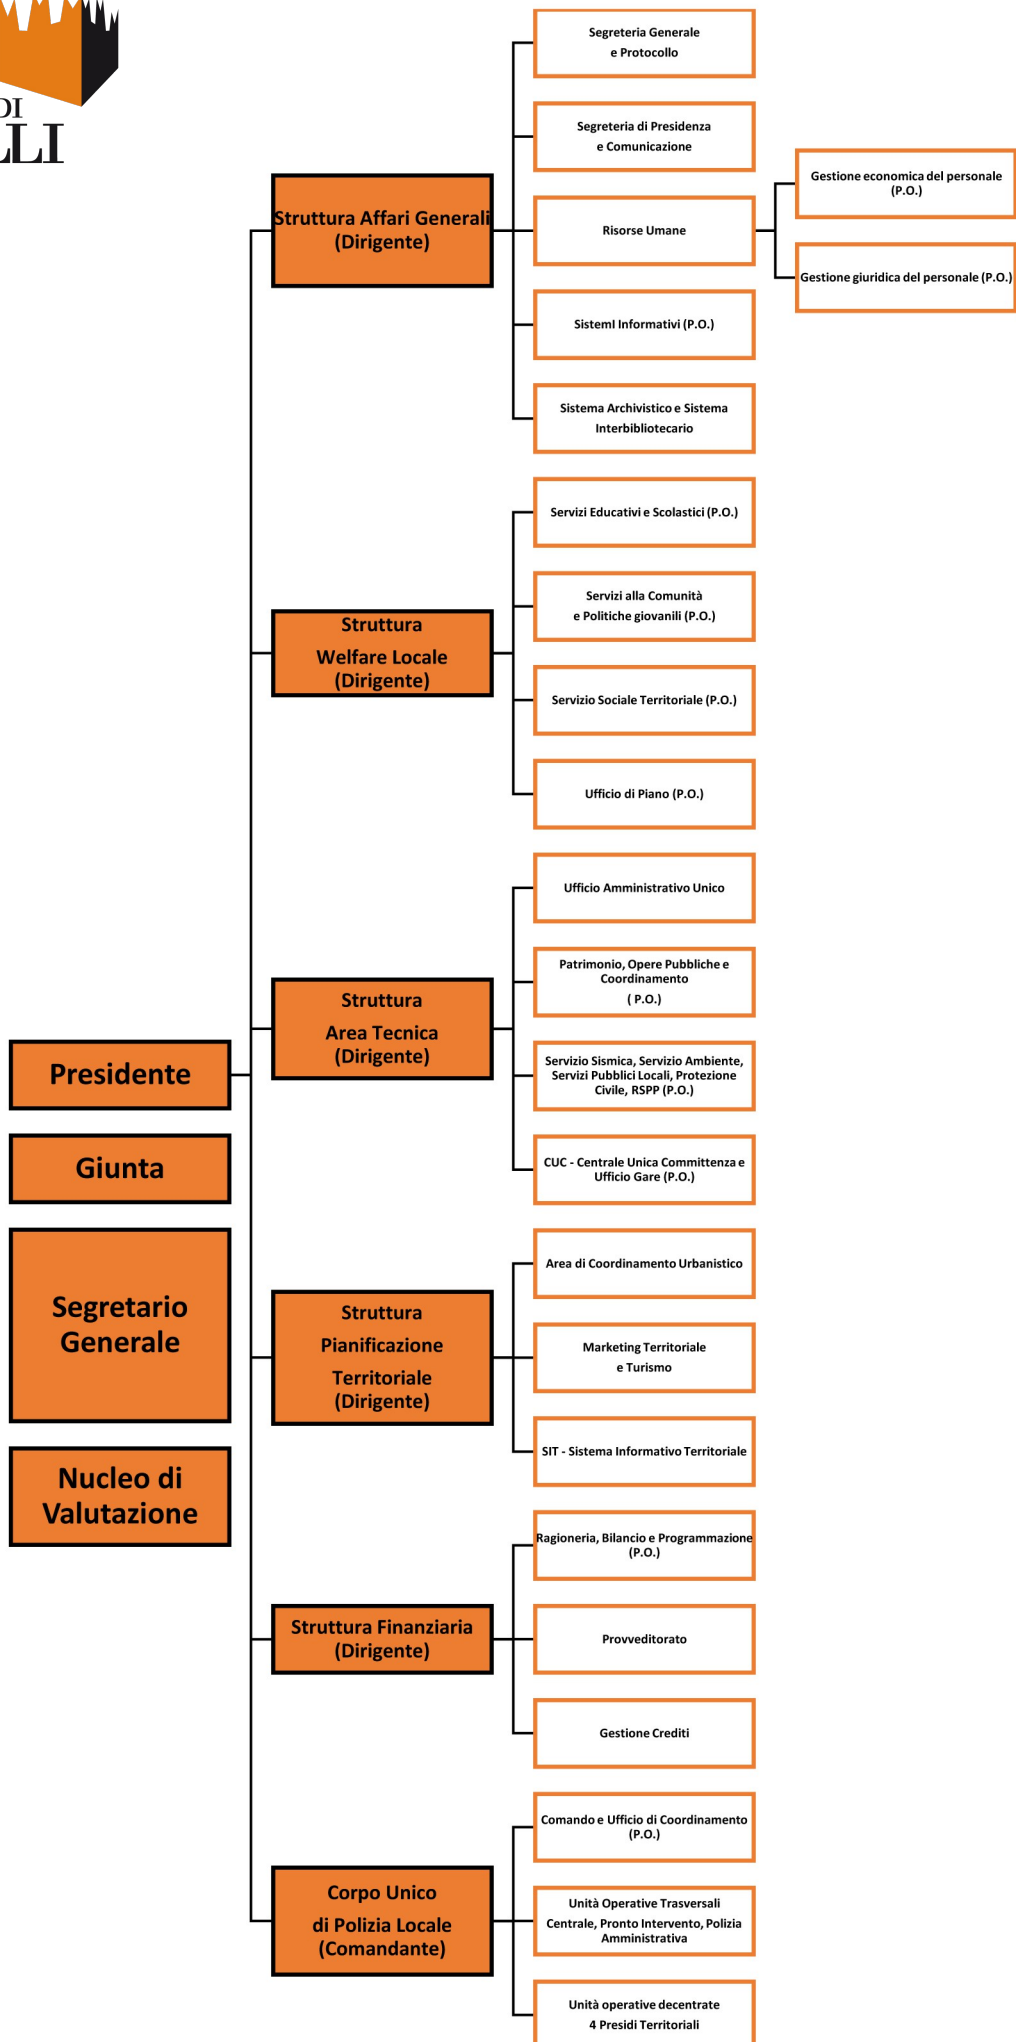 DI
LLI
Segreteria Generale
e Protocollo
Segreteria di Presidenza
e Comunicazione
Struttura Affari Generali
(Dirigente)
Risorse Umane
Gestione economica del personale
(P.O.)
Gestione giuridica del personale (P.O.)
SistemI Informativi (P.O.)
Sistema Archivistico e Sistema
Interbibliotecario
Struttura
Welfare Locale
(Dirigente)
Servizi Educativi e Scolastici (P.O.)
Servizi alla Comunità
e Politiche giovanili (P.O.)
Servizio Sociale Territoriale (P.O.)
Ufficio di Piano (P.O.)
Struttura
Area Tecnica
(Dirigente)
Ufficio Amministrativo Unico
Patrimonio, Opere Pubbliche e
Coordinamento
( P.O.)
Servizio Sismica, Servizio Ambiente,
Servizi Pubblici Locali, Protezione
Civile, RSPP (P.O.)
CUC - Centrale Unica Committenza e
Ufficio Gare (P.O.)
Presidente
Giunta
Segretario
Generale
Nucleo di
Valutazione
Struttura
Pianificazione
Territoriale
(Dirigente)
Area di Coordinamento Urbanistico
Marketing Territoriale
e Turismo
SIT - Sistema Informativo Territoriale
Struttura Finanziaria
(Dirigente)
Ragioneria, Bilancio e Programmazione
(P.O.)
Provveditorato
Gestione Crediti
Corpo Unico
di Polizia Locale
(Comandante)
Comando e Ufficio di Coordinamento
(P.O.)
Unità Operative Trasversali
Centrale, Pronto Intervento, Polizia
Amministrativa
Unità operative decentrate
4 Presidi Territoriali